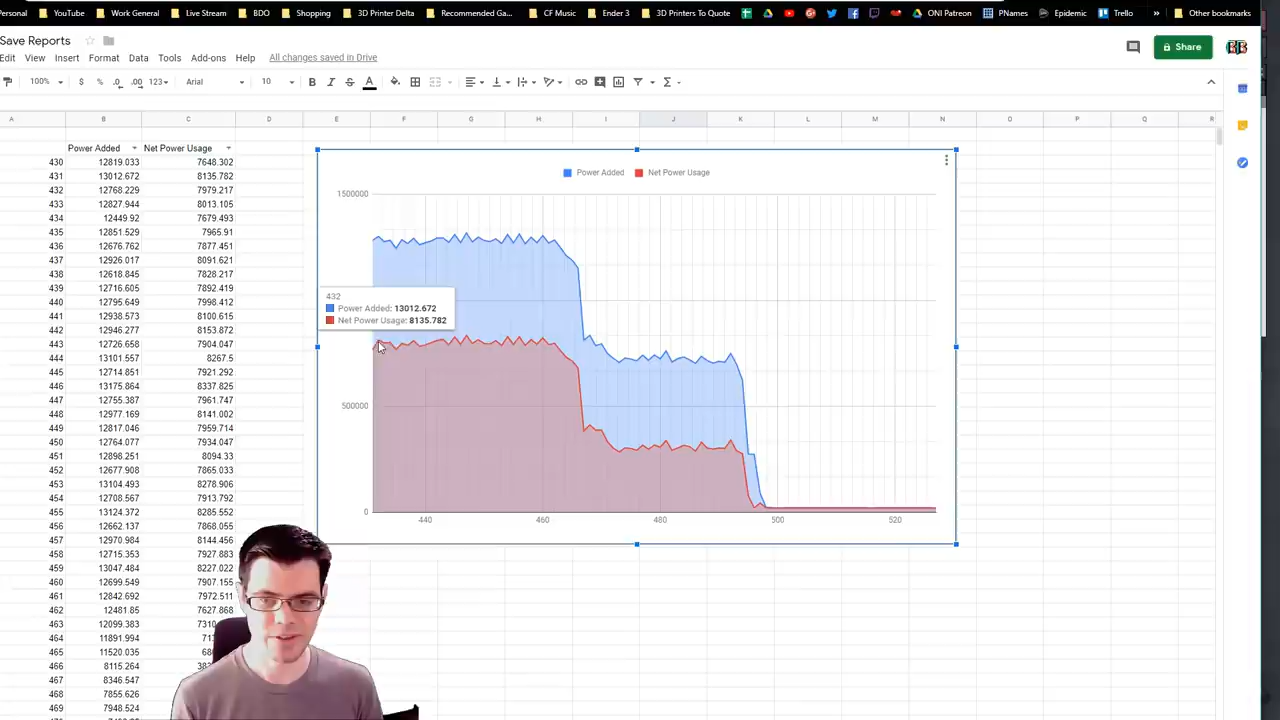 al YouTube Work General Live Stream BDO Shopping 3D Printer Delta Recommended Ga... CF Music Ender 3 3D Printers To Quote ONI Patreon PNames Epidemic Trello » Other bookmarks
Save Reports
Edit View Insert Format Data Tools Add-ons Help All changes saved in Drive
Share
100% $ % .0 .00 123 Arial 10 B I S A Σ
A B C D E F G H I J K L M N O P Q R
Power Added Net Power Usage
430 12819.033 7648.302
431 13012.672 8135.782
432 12768.229 7979.217
433 12827.944 8013.105
434 12449.92 7679.493
435 12851.529 7965.91
436 12676.762 7877.451
437 12926.017 8091.621
438 12618.845 7828.217
439 12716.605 7892.419
440 12795.649 7998.412
441 12938.573 8100.615
442 12946.277 8153.872
443 12726.658 7904.047
444 13101.557 8267.5
445 12714.851 7921.292
446 13175.864 8337.825
447 12755.387 7961.747
448 12977.169 8141.002
449 12817.046 7959.714
450 12764.077 7934.047
451 12898.251 8094.33
452 12677.908 7865.033
453 13104.493 8278.906
454 12708.567 7913.792
455 13124.372 8285.552
456 12662.137 7868.055
457 12970.984 8144.456
458 12715.353 7927.883
459 13047.484 8227.022
460 12699.549 7907.155
461 12842.692 7972.511
462 12481.85 7627.868
463 12099.383 7310
464 11891.994
465 11520.035
466 8115.264
467 8346.547
468 7855.626
469 7948.524
Power Added Net Power Usage
1500000
500000
0
440 460 480 500 520
432
Power Added: 13012.672
Net Power Usage: 8135.782